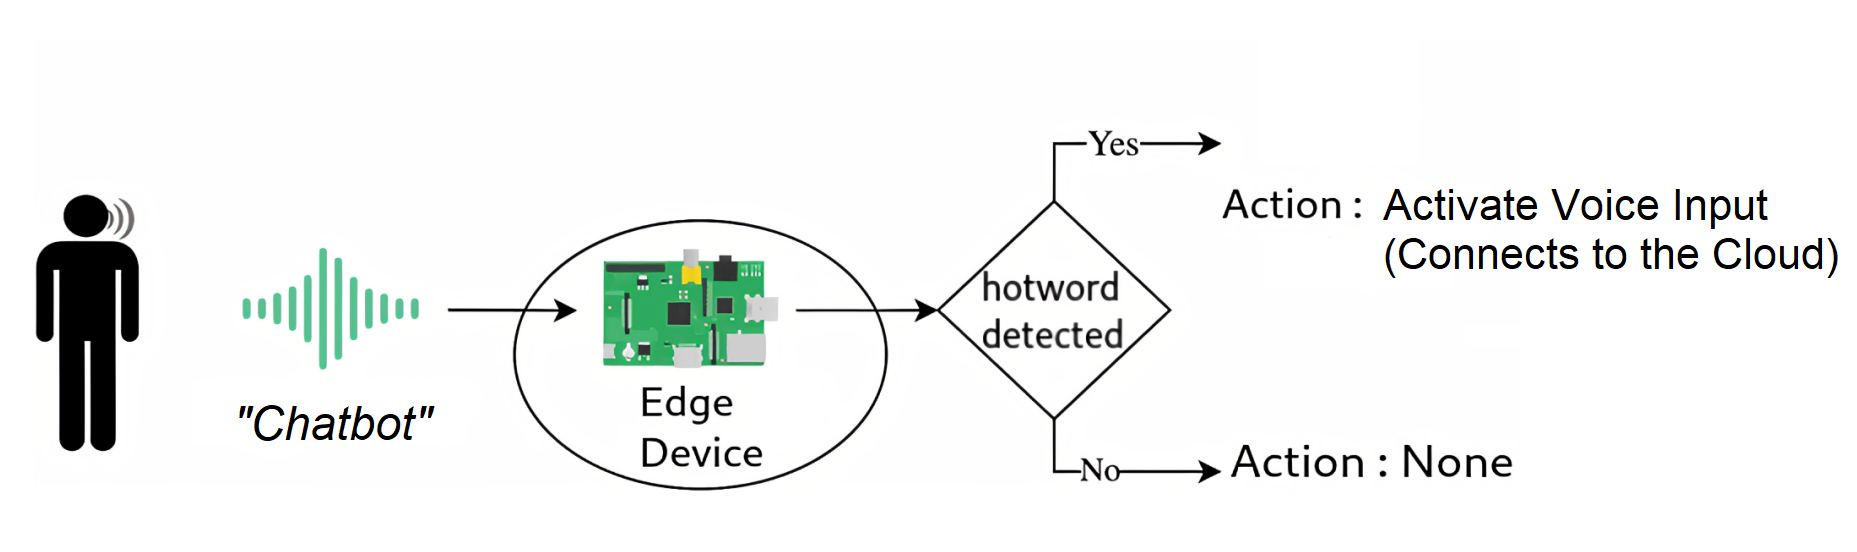 "Chatbot"
Edge
Device
hotword
detected
Yes
Action : Activate Voice Input
(Connects to the Cloud)
No
Action : None